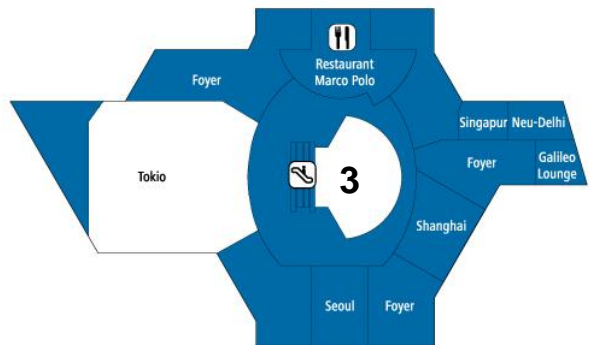 Restaurant
Marco Polo
Foyer
Singapur
Neu-Delhi
Tokio
3
Foyer
Galileo
Lounge
Shanghai
Seoul
Foyer